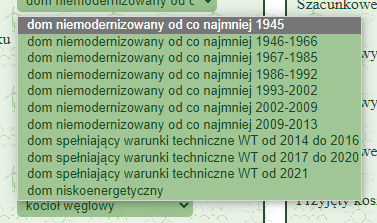 dom niemodernizowany od c
Szacunkowe
dom niemodernizowany od co najmniej 1945
dom niemodernizowany od co najmniej 1946-1966
dom niemodernizowany od co najmniej 1967-1985
dom niemodernizowany od co najmniej 1986-1992
dom niemodernizowany od co najmniej 1993-2002
dom niemodernizowany od co najmniej 2002-2009
dom niemodernizowany od co najmniej 2009-2013
dom spełniający warunki techniczne WT od 2014 do 2016
dom spełniający warunki techniczne WT od 2017 do 2020
dom spełniający warunki techniczne WT od 2021
dom niskoenergetyczny
kocioł węglowy